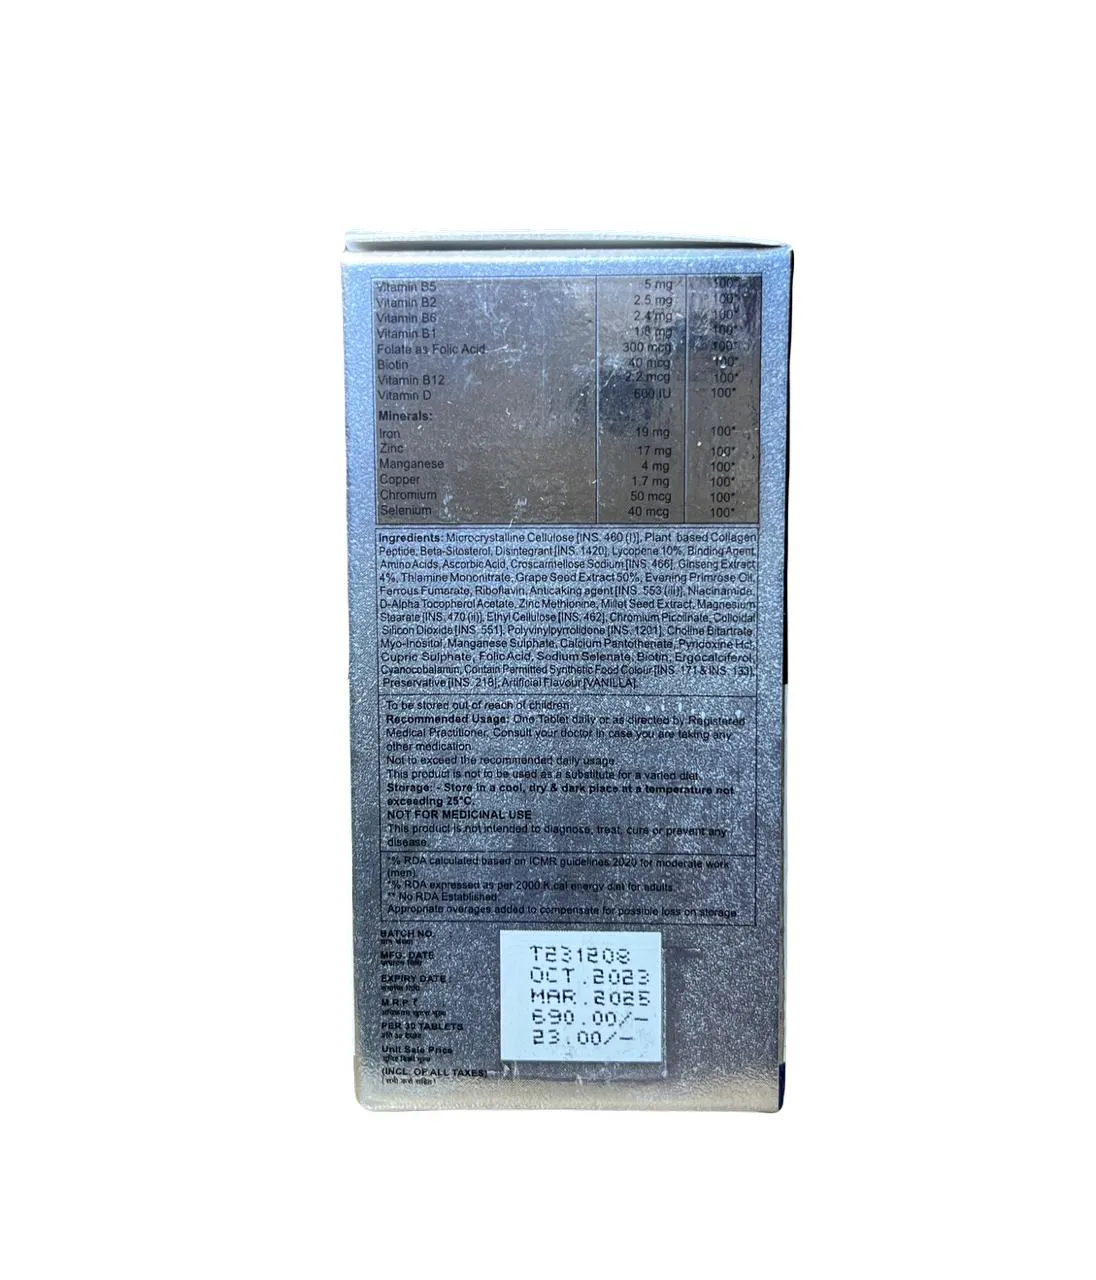 Vitamin B5 5 mg 100*
Vitamin B2 2.5 mg 100*
Vitamin B6 2.4 mg 100*
Vitamin B1 1.8 mg 100*
Folate as Folic Acid 300 mcg 100*
Biotin 40 mcg 100*
Vitamin B12 2.2 mcg 100*
Vitamin D 600 IU 100*
Minerals:
Iron 19 mg 100*
Zinc 17 mg 100*
Manganese 4 mg 100*
Copper 1.7 mg 100*
Chromium 50 mcg 100*
Selenium 40 mcg 100*
Ingredients: Microcrystalline Cellulose [INS. 460 (i)], Plant based Collagen
Peptide, Beta-Sitosterol, Disintegrant [INS. 1420], Lycopene 10%, Binding Agent,
Amino Acids, Ascorbic Acid, Croscarmellose Sodium [INS. 466], Ginseng Extract
4%, Thiamine Mononitrate, Grape Seed Extract 50%, Evening Primrose Oil,
Ferrous Fumarate, Riboflavin, Anticaking agent [INS. 553 (iii)], Niacinamide,
D-Alpha Tocopherol Acetate, Zinc Methionine, Millet Seed Extract, Magnesium
Stearate [INS. 470 (ii)], Ethyl Cellulose [INS. 462], Chromium Picolinate, Colloidal
Silicon Dioxide [INS. 551], Polyvinylpyrrolidone [INS. 1201], Choline Bitartrate,
Myo-Inositol, Manganese Sulphate, Calcium Pantothenate, Pyridoxine Hcl,
Cupric Sulphate, Folic Acid, Sodium Selenate, Biotin, Ergocalciferol,
Cyanocobalamin, Contain Permitted Synthetic Food Colour [INS. 171 & INS. 133],
Preservative [INS. 218], Artificial Flavour [VANILLA].
To be stored out of reach of children.
Recommended Usage: One Tablet daily or as directed by Registered
Medical Practitioner. Consult your doctor in case you are taking any
other medication.
Not to exceed the recommended daily usage.
This product is not to be used as a substitute for a varied diet.
Storage: - Store in a cool, dry & dark place at a temperature not
exceeding 25°C.
NOT FOR MEDICINAL USE
This product is not intended to diagnose, treat, cure or prevent any
disease.
*% RDA calculated based on ICMR guidelines 2020 for moderate work
(men).
*% RDA expressed as per 2000 K.cal energy diet for adults.
** No RDA Established.
Appropriate overages added to compensate for possible loss on storage.
BATCH NO. : T231208
MFG. DATE : OCT.2023
EXPIRY DATE : MAR.2025
M.R.P ₹ : 690.00/-
PER 30 TABLETS
Unit Sale Price 23.00/-
(INCL. OF ALL TAXES)
(सभी करों सहित)